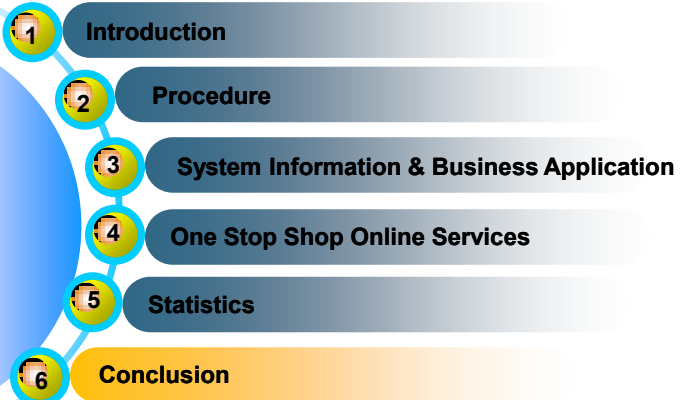 1 Introduction
2 Procedure
3 System Information & Business Application
4 One Stop Shop Online Services
5 Statistics
6 Conclusion